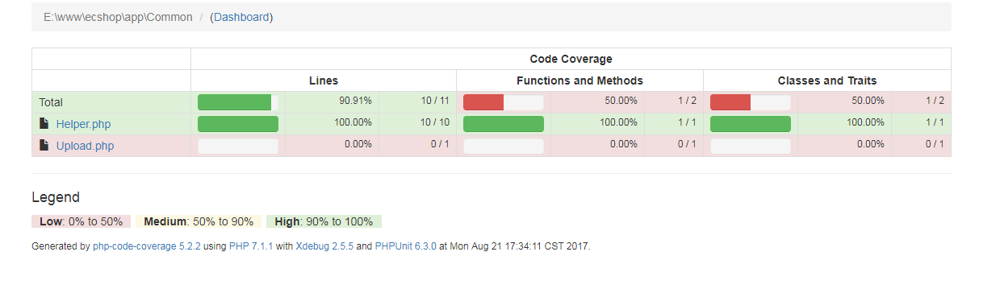 E:\www\ecshop\app\Common / (Dashboard)
Code Coverage
Lines Functions and Methods Classes and Traits
Total 90.91% 10 / 11 50.00% 1 / 2 50.00% 1 / 2
Helper.php 100.00% 10 / 10 100.00% 1 / 1 100.00% 1 / 1
Upload.php 0.00% 0 / 1 0.00% 0 / 1 0.00% 0 / 1
Legend
Low: 0% to 50% Medium: 50% to 90% High: 90% to 100%
Generated by php-code-coverage 5.2.2 using PHP 7.1.1 with Xdebug 2.5.5 and PHPUnit 6.3.0 at Mon Aug 21 17:34:11 CST 2017.